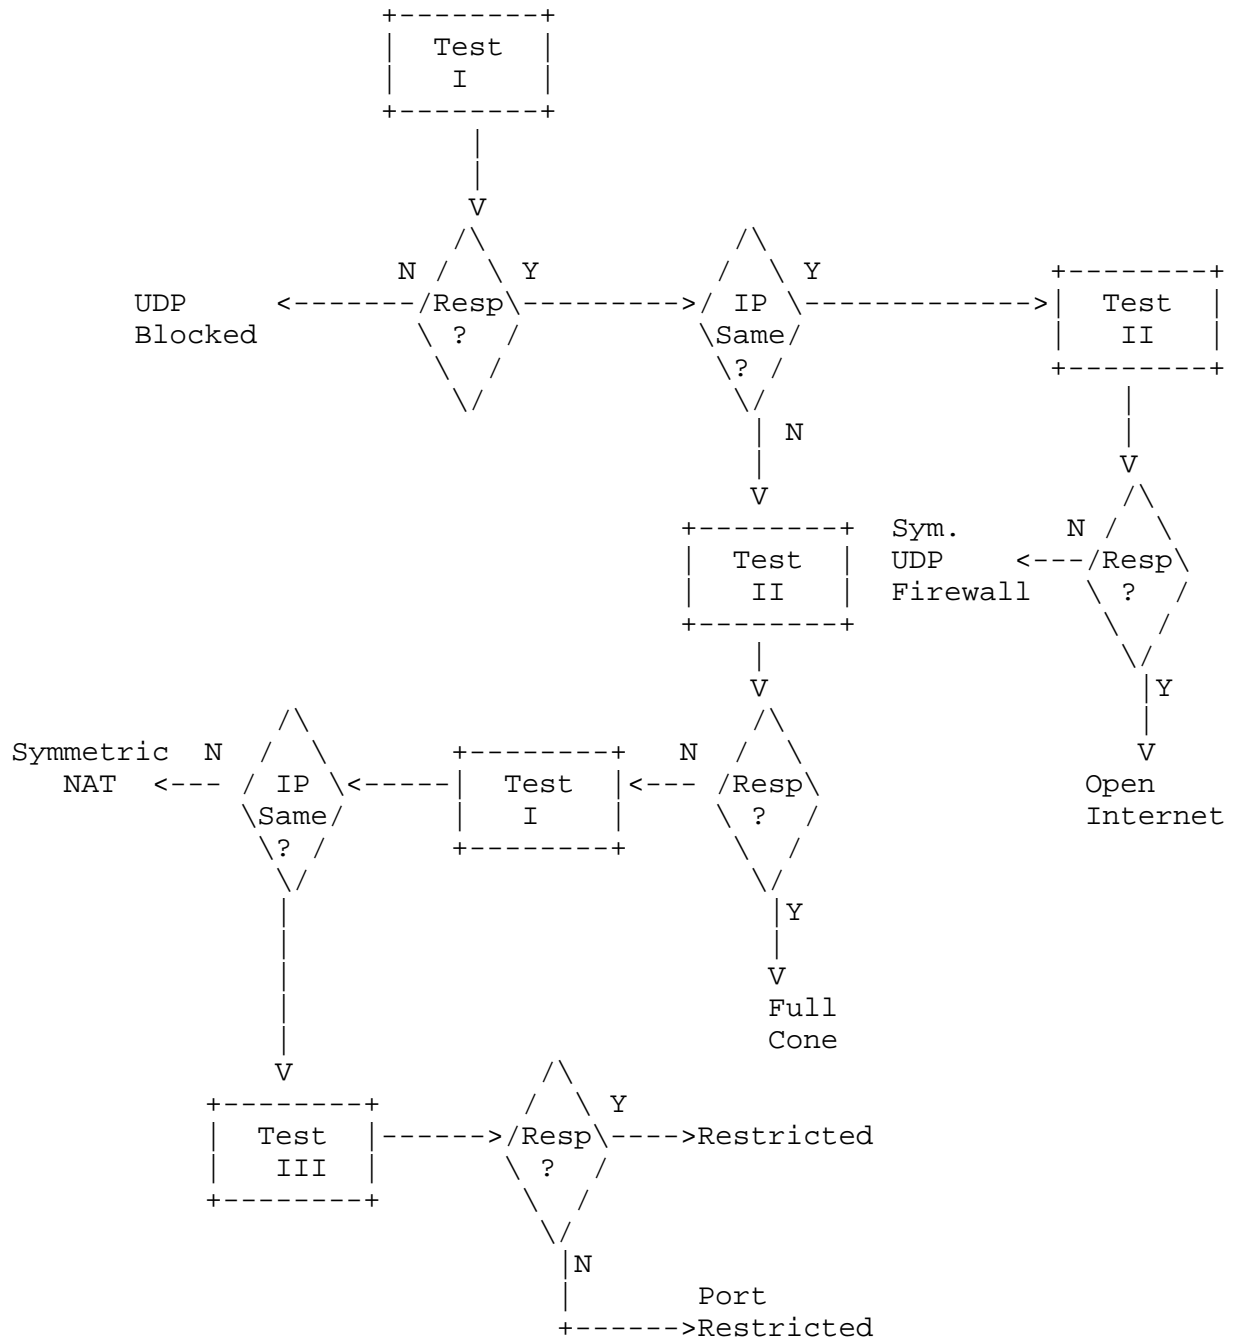 +--------+
|  Test  |
|   I    |
+--------+
|
|
V
/\ /\
N / \ Y / \ Y +--------+
UDP <-------/Resp\--------->/ IP \------------->|  Test  |
Blocked \ ? / \Same/ |   II   |
\ / \? / +--------+
\/ \/ |
| N |
| V
V /\
+--------+ Sym. N / \
|  Test  | UDP <---/Resp\
|   II   | Firewall \ ? /
+--------+ \ /
| \/
V |Y
/\ /\ |
Symmetric N / \ +--------+ N / \ V
NAT <--- / IP \<-----|  Test  |<--- /Resp\ Open
\Same/ |   I    | \ ? / Internet
\? / +--------+ \ /
\/ \/
| |Y
| |
| V
| Full
| Cone
V /\
+--------+ / \ Y
|  Test  |------>/Resp\---->Restricted
|   III  | \ ? /
+--------+ \ /
\/
|N
| Port
+------>Restricted